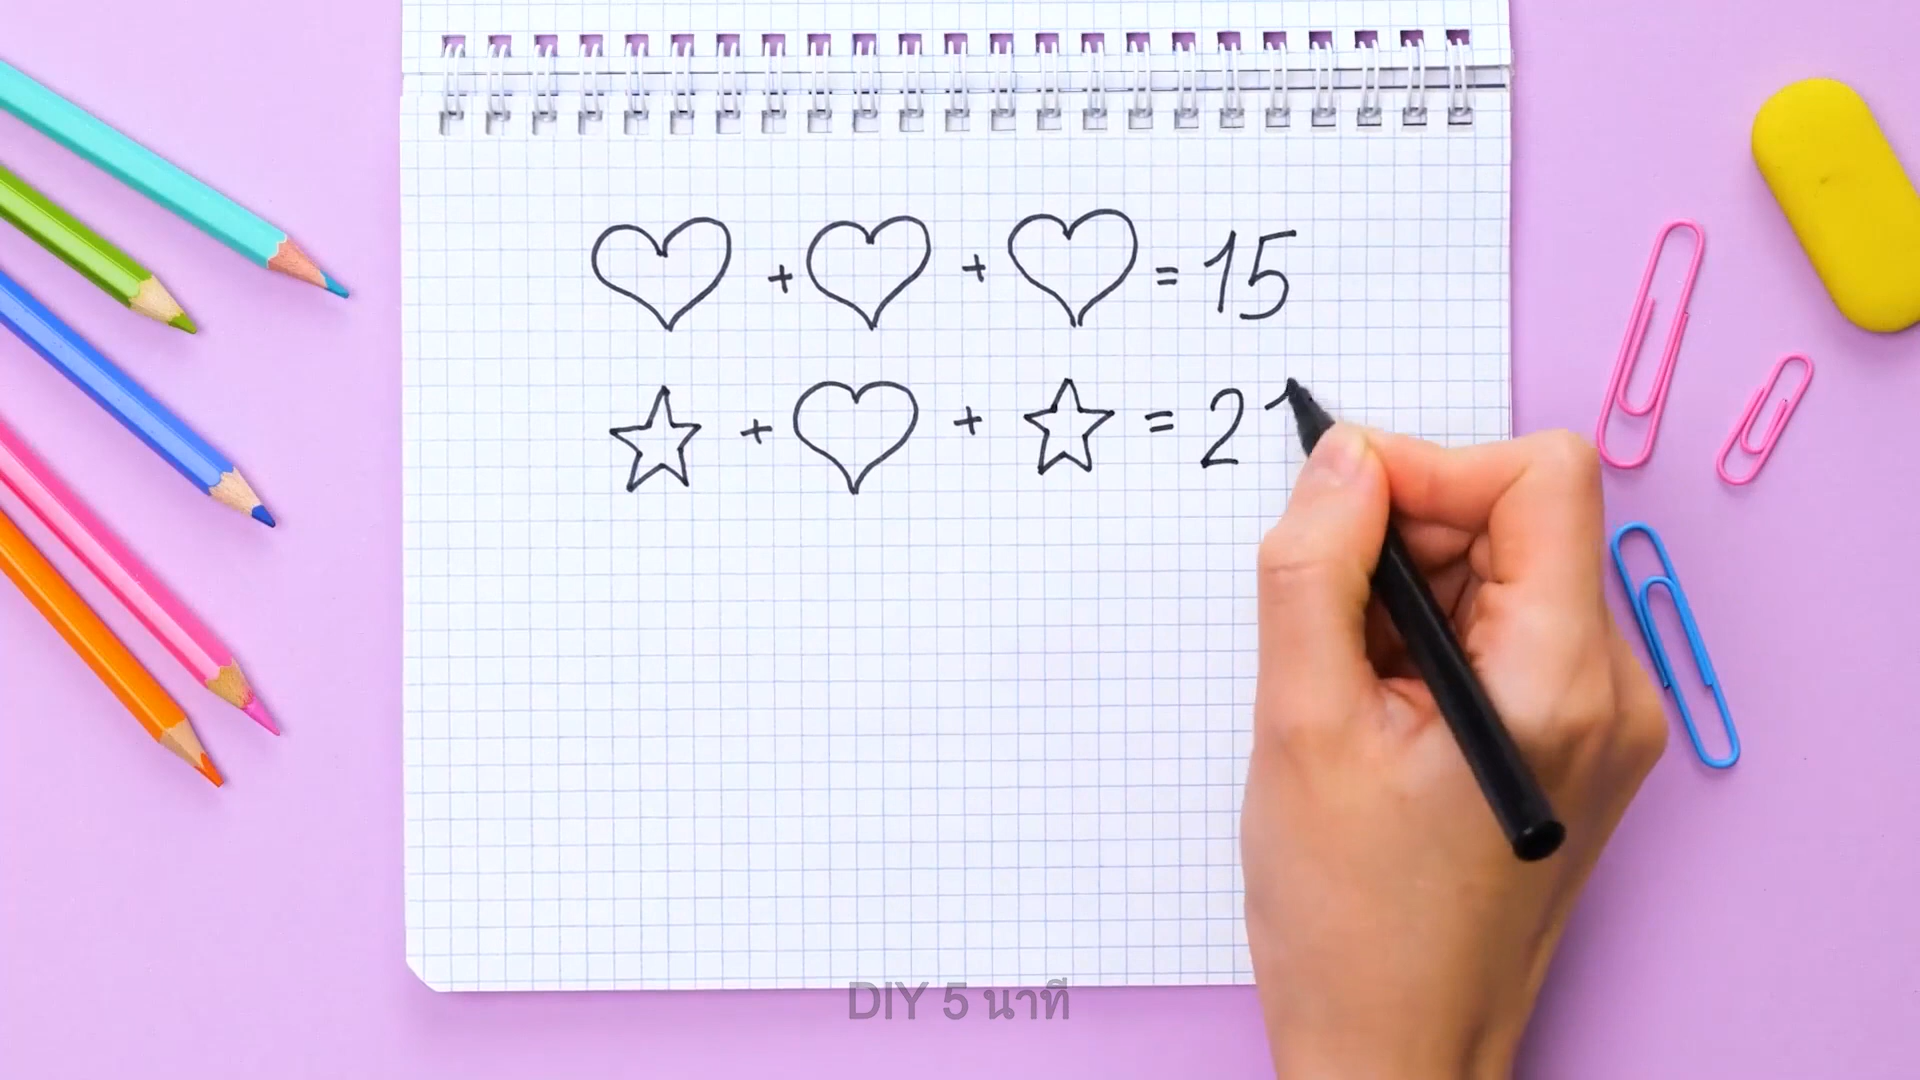 ♡ + ♡ + ♡ = 15
☆ + ♡ + ☆ = 2
DIY 5 นาที